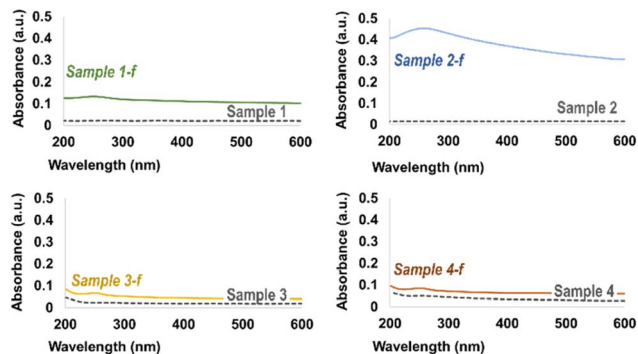 Absorbance (a.u.)
0.5
0.4
0.3
0.2
0.1
0
Sample 1-f
Sample 1
200 300 400 500 600
Wavelength (nm)
Absorbance (a.u.)
0.5
0.4
0.3
0.2
0.1
0
Sample 2-f
Sample 2
200 300 400 500 600
Wavelength (nm)
Absorbance (a.u.)
0.5
0.4
0.3
0.2
0.1
0
Sample 3-f
Sample 3
200 300 400 500 600
Wavelength (nm)
Absorbance (a.u.)
0.5
0.4
0.3
0.2
0.1
0
Sample 4-f
Sample 4
200 300 400 500 600
Wavelength (nm)